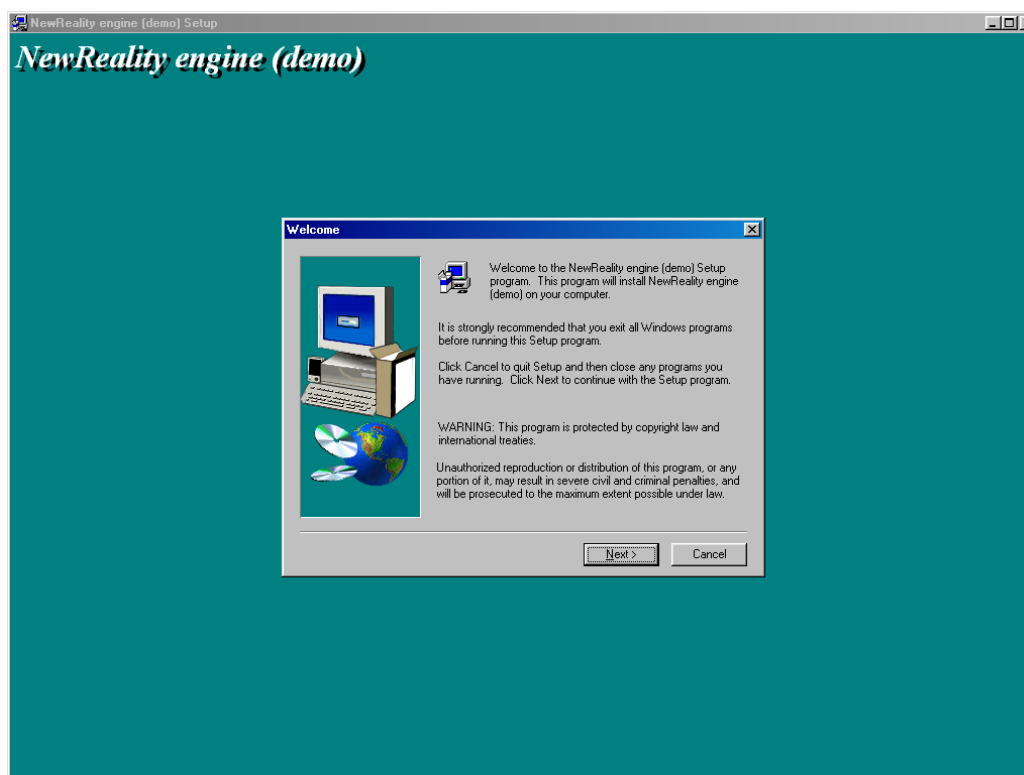 NewReality engine (demo) Setup
NewReality engine (demo)
Welcome
Welcome to the NewReality engine (demo) Setup
program. This program will install NewReality engine
(demo) on your computer.
It is strongly recommended that you exit all Windows programs
before running this Setup program.
Click Cancel to quit Setup and then close any programs you
have running. Click Next to continue with the Setup program.
WARNING: This program is protected by copyright law and
international treaties.
Unauthorized reproduction or distribution of this program, or any
portion of it, may result in severe civil and criminal penalties, and
will be prosecuted to the maximum extent possible under law.
Next >
Cancel